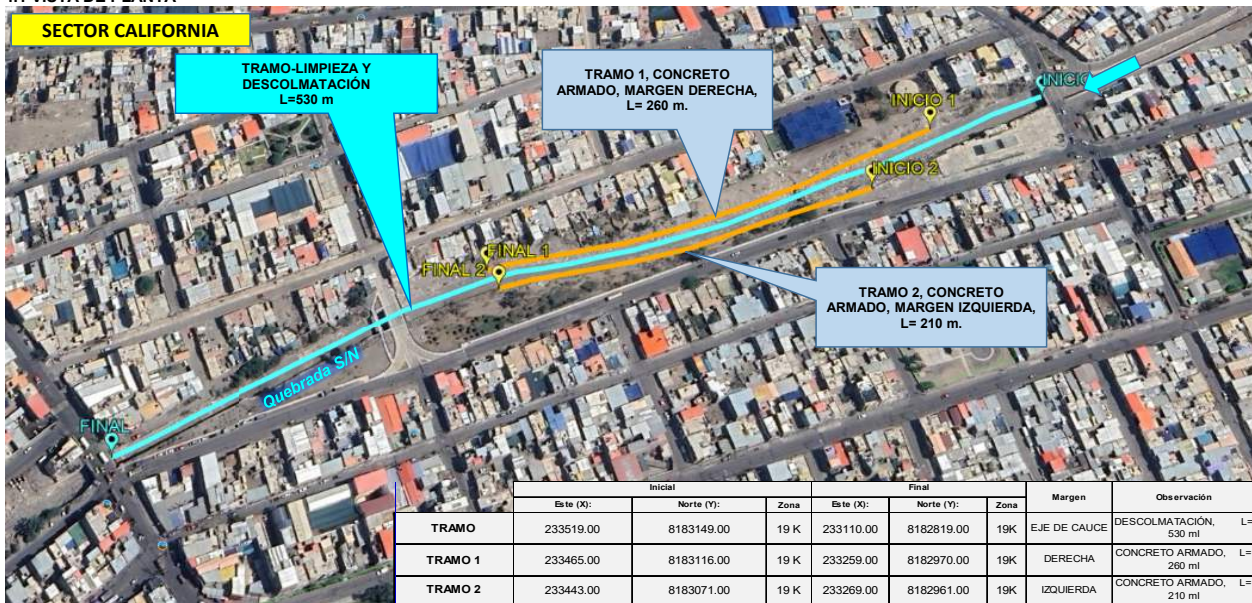 SECTOR CALIFORNIA
TRAMO-LIMPIEZA Y
DESCOLMATACIÓN
L=530 m
TRAMO 1, CONCRETO
ARMADO, MARGEN DERECHA,
L= 260 m.
INICIO
INICIO 1
INICIO 2
FINAL 1
FINAL 2
TRAMO 2, CONCRETO
ARMADO, MARGEN IZQUIERDA,
L= 210 m.
Quebrada S/N
FINAL
Inicial Final Margen Observación
Este (X): Norte (Y): Zona Este (X): Norte (Y): Zona
TRAMO 233519.00 8183149.00 19 K 233110.00 8182819.00 19K EJE DE CAUCE DESCOLMATACIÓN, L=
530 ml
TRAMO 1 233465.00 8183116.00 19 K 233259.00 8182970.00 19K DERECHA CONCRETO ARMADO, L=
260 ml
TRAMO 2 233443.00 8183071.00 19 K 233269.00 8182961.00 19K IZQUIERDA CONCRETO ARMADO, L=
210 ml